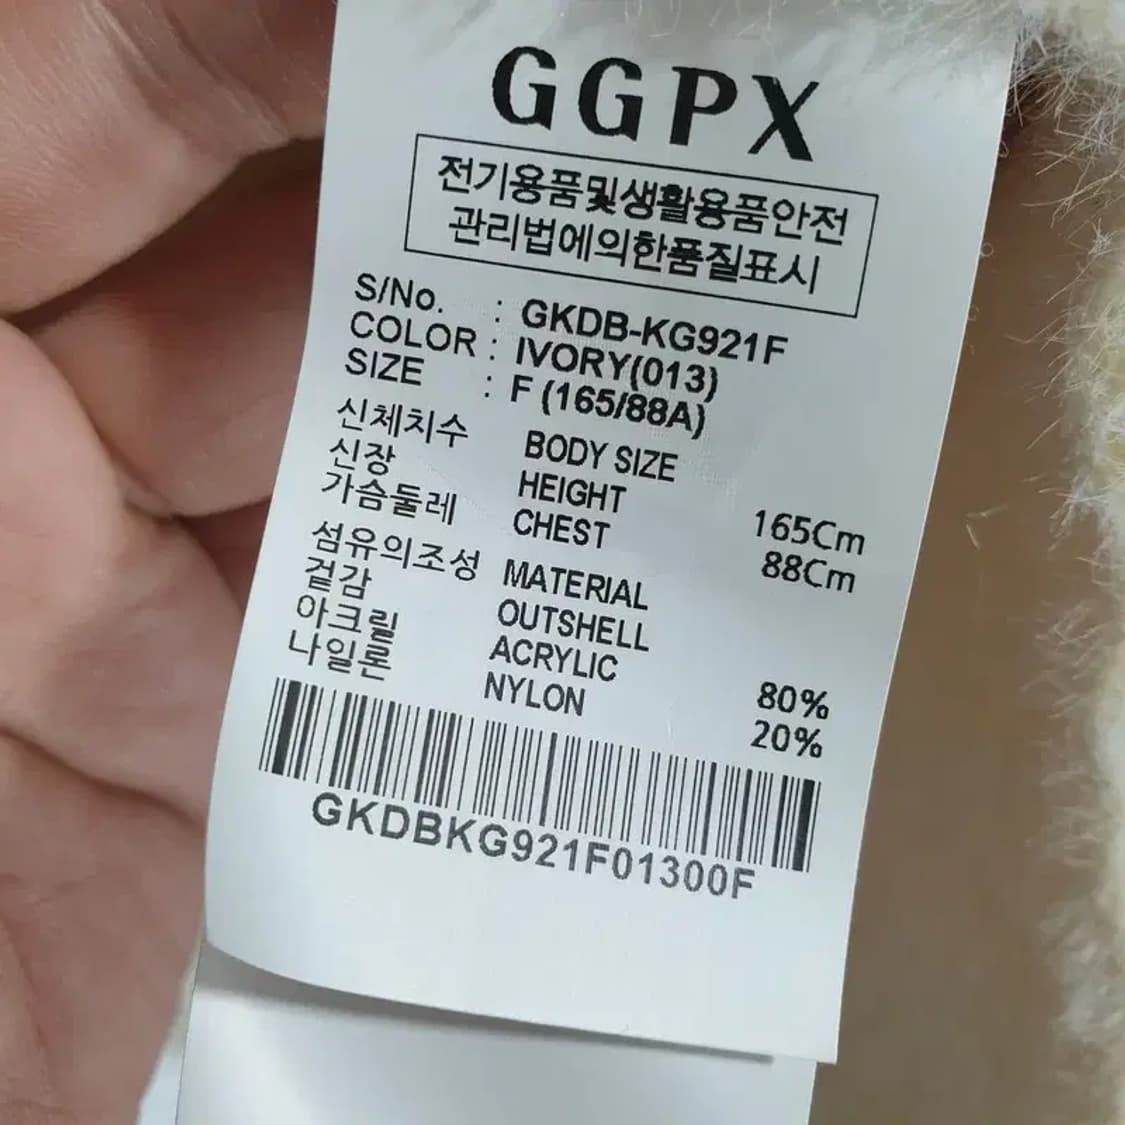 GGPX
전기용품및생활용품안전
관리법에의한품질표시
S/No. : GKDB-KG921F
COLOR : IVORY(013)
SIZE : F (165/88A)
신체치수 BODY SIZE
신장 HEIGHT 165Cm
가슴둘레 CHEST 88Cm
섬유의조성 MATERIAL
겉감 OUTSHELL
아크릴 ACRYLIC 80%
나일론 NYLON 20%
GKDBKG921F01300F